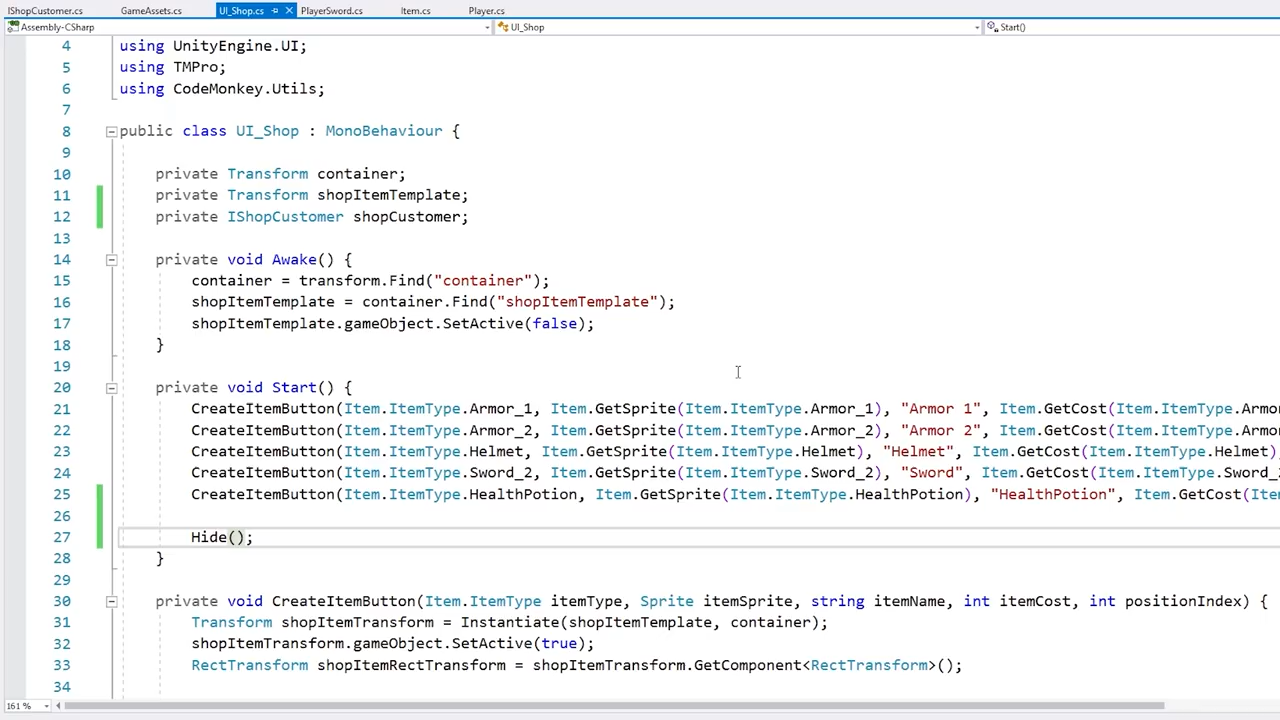 IShopCustomer.cs GameAssets.cs UI_Shop.cs PlayerSword.cs Item.cs Player.cs
Assembly-CSharp UI_Shop Start()
4 using UnityEngine.UI;
5 using TMPro;
6 using CodeMonkey.Utils;
7
8 public class UI_Shop : MonoBehaviour {
9
10 private Transform container;
11 private Transform shopItemTemplate;
12 private IShopCustomer shopCustomer;
13
14 private void Awake() {
15 container = transform.Find("container");
16 shopItemTemplate = container.Find("shopItemTemplate");
17 shopItemTemplate.gameObject.SetActive(false);
18 }
19
20 private void Start() {
21 CreateItemButton(Item.ItemType.Armor_1, Item.GetSprite(Item.ItemType.Armor_1), "Armor 1", Item.GetCost(Item.ItemType.Armo
22 CreateItemButton(Item.ItemType.Armor_2, Item.GetSprite(Item.ItemType.Armor_2), "Armor 2", Item.GetCost(Item.ItemType.Armo
23 CreateItemButton(Item.ItemType.Helmet, Item.GetSprite(Item.ItemType.Helmet), "Helmet", Item.GetCost(Item.ItemType.Helmet)
24 CreateItemButton(Item.ItemType.Sword_2, Item.GetSprite(Item.ItemType.Sword_2), "Sword", Item.GetCost(Item.ItemType.Sword_
25 CreateItemButton(Item.ItemType.HealthPotion, Item.GetSprite(Item.ItemType.HealthPotion), "HealthPotion", Item.GetCost(Ite
26
27 Hide();
28 }
29
30 private void CreateItemButton(Item.ItemType itemType, Sprite itemSprite, string itemName, int itemCost, int positionIndex) {
31 Transform shopItemTransform = Instantiate(shopItemTemplate, container);
32 shopItemTransform.gameObject.SetActive(true);
33 RectTransform shopItemRectTransform = shopItemTransform.GetComponent<RectTransform>();
34
161 %